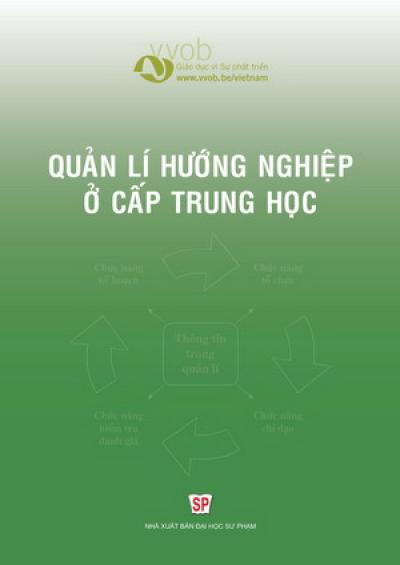 vvob
Giáo dục vì Sự phát triển
www.vvob.be/vietnam
QUẢN LÍ HƯỚNG NGHIỆP
Ở CẤP TRUNG HỌC
Chức năng
kế hoạch
Chức năng
tổ chức
Thông tin
trong
quản lí
Chức năng
kiểm tra
đánh giá
Chức năng
chỉ đạo
SP
NHÀ XUẤT BẢN ĐẠI HỌC SƯ PHẠM